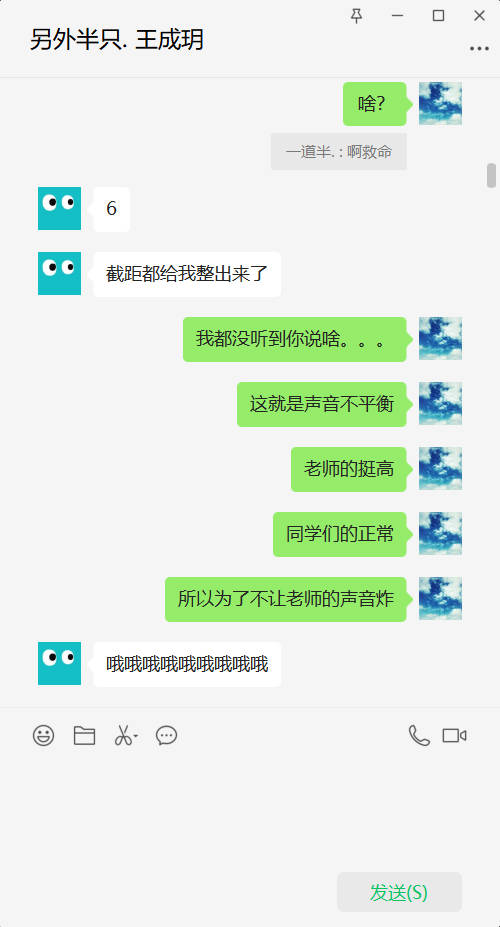 另外半只. 王成玥
啥?
一道半. : 啊救命
6
截距都给我整出来了
我都没听到你说啥。。。
这就是声音不平衡
老师的挺高
同学们的正常
所以为了不让老师的声音炸
哦哦哦哦哦哦哦哦哦
发送(S)